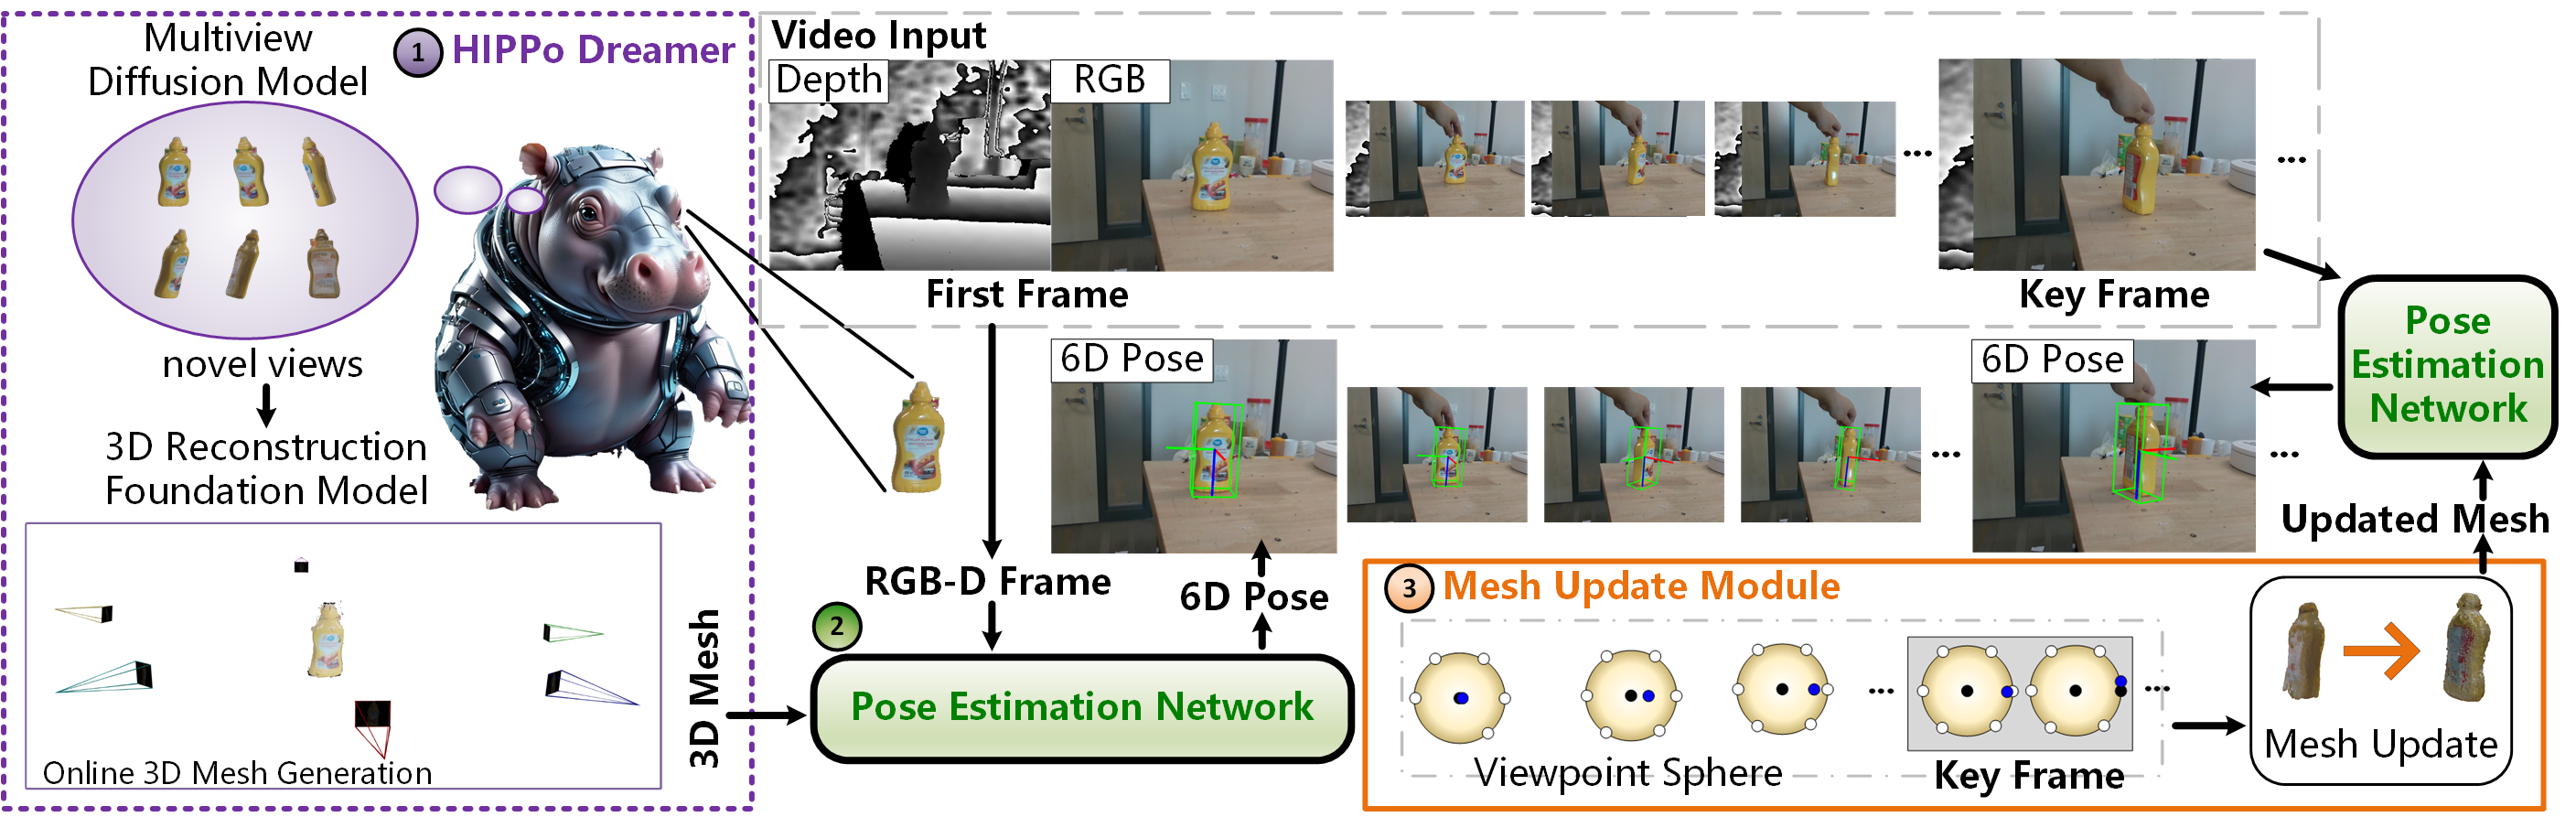 Multiview
Diffusion Model
1 HIPPo Dreamer
novel views
3D Reconstruction
Foundation Model
Online 3D Mesh Generation
3D Mesh
Video Input
Depth
RGB
...
...
First Frame
Key Frame
6D Pose
...
6D Pose
...
RGB-D Frame
6D Pose
2
Pose Estimation Network
Pose
Estimation
Network
Updated Mesh
3 Mesh Update Module
...
...
Viewpoint Sphere
Key Frame
Mesh Update